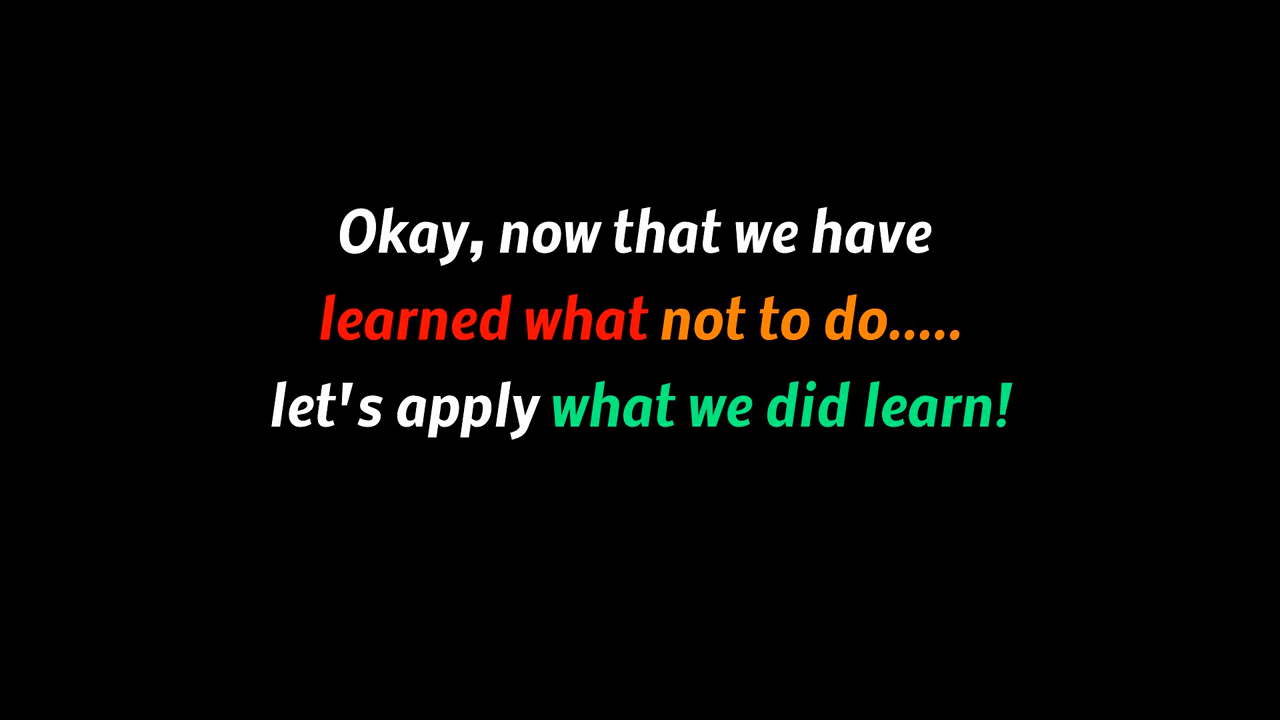 Okay, now that we have
learned what not to do.....
let's apply what we did learn!